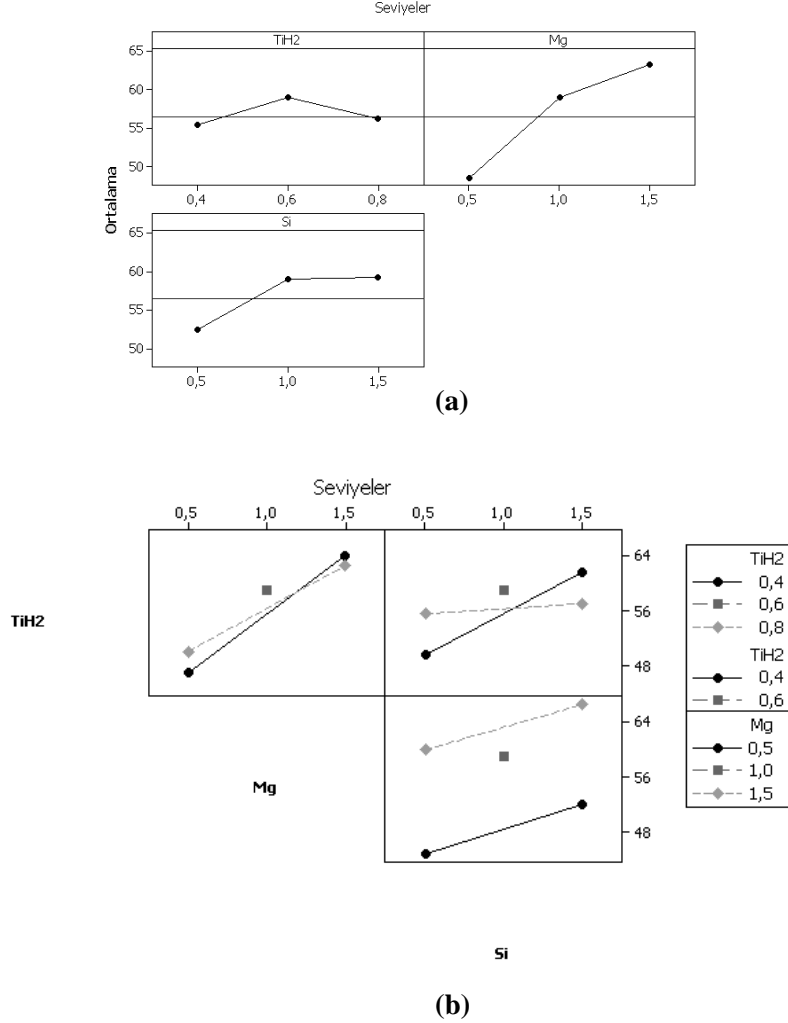 Seviyeler
TiH2 Mg
65
60
55
50
0,4 0,6 0,8 0,5 1,0 1,5
Ortalama
Si
65
60
55
50
0,5 1,0 1,5
(a)
Seviyeler
0,5 1,0 1,5 0,5 1,0 1,5
TiH2
64
56
48
64
56
48
Mg
Si
TiH2
0,4
0,6
0,8
TiH2
0,4
0,6
Mg
0,5
1,0
1,5
(b)